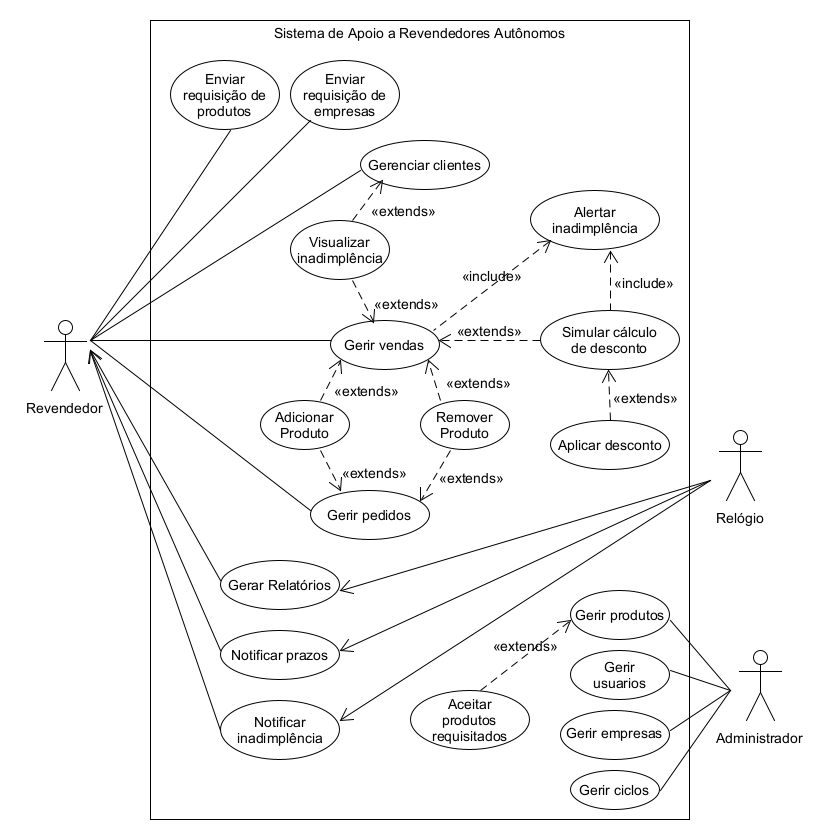 Sistema de Apoio a Revendedores Autônomos
Enviar
requisição de
produtos
Enviar
requisição de
empresas
Gerenciar clientes
«extends»
Visualizar
inadimplência
Alertar
inadimplência
«include»
«include»
«extends»
Gerir vendas
«extends»
Simular cálculo
de desconto
Revendedor
«extends»
«extends»
«extends»
Adicionar
Produto
Remover
Produto
Aplicar desconto
«extends»
«extends»
Gerir pedidos
Relógio
Gerar Relatórios
Gerir produtos
«extends»
Notificar prazos
Gerir
usuarios
Aceitar
produtos
requisitados
Notificar
inadimplência
Gerir empresas
Administrador
Gerir ciclos